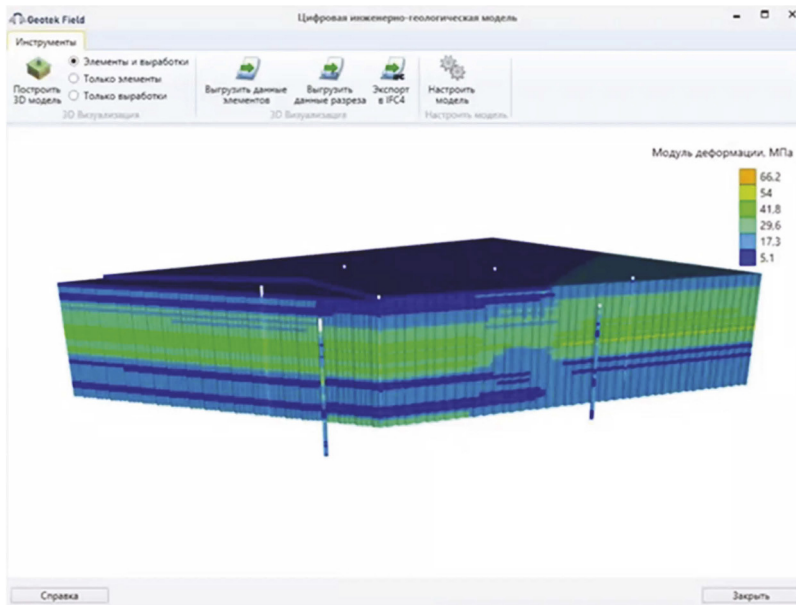 Geotek Field
Цифровая инженерно-геологическая модель
Инструменты
Построить
3D модель
Элементы и выработки
Только элементы
Только выработки
3D Визуализация
Выгрузить данные
элементов
Выгрузить
данные разреза
Экспорт
в IFC4
3D Визуализация
Настроить
модель
Настроить модель
Модуль деформации, МПа
66.2
54
41.8
29.6
17.3
5.1
Справка
Закрыть